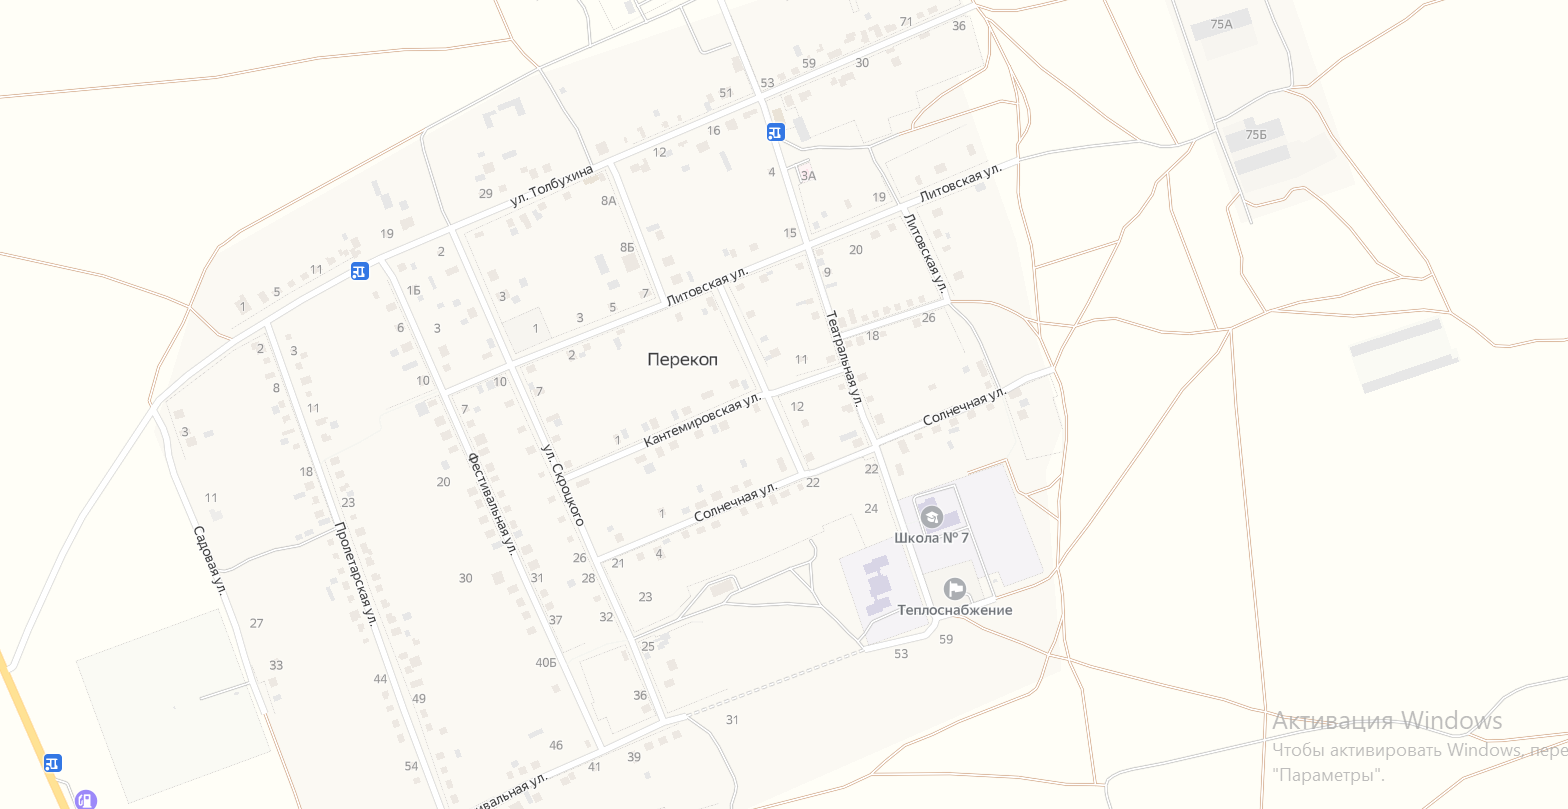 75А
71
36
59
30
53
51
16
12
4
3А
75Б
ул. Толбухина
29
8А
19
Литовская ул.
19
2
8Б
15
20
Литовская ул.
11
5
1
1Б
3
7
5
3
1
Литовская ул.
9
6
3
Театральная ул.
26
18
2
3
2
Перекоп
11
10
10
7
8
11
7
12
Кантемировская ул.
Солнечная ул.
3
1
ул. Скроцкого
18
20
Фестивальная ул.
22
22
11
23
1
Солнечная ул.
24
Садовая ул.
Пролетарская ул.
4
Школа № 7
26
21
30
31
28
23
Теплоснабжение
27
37
32
25
59
53
33
40Б
44
49
36
31
46
39
54
41
ивальная ул.
Активация Windows
Чтобы активировать Windows, пере
"Параметры".